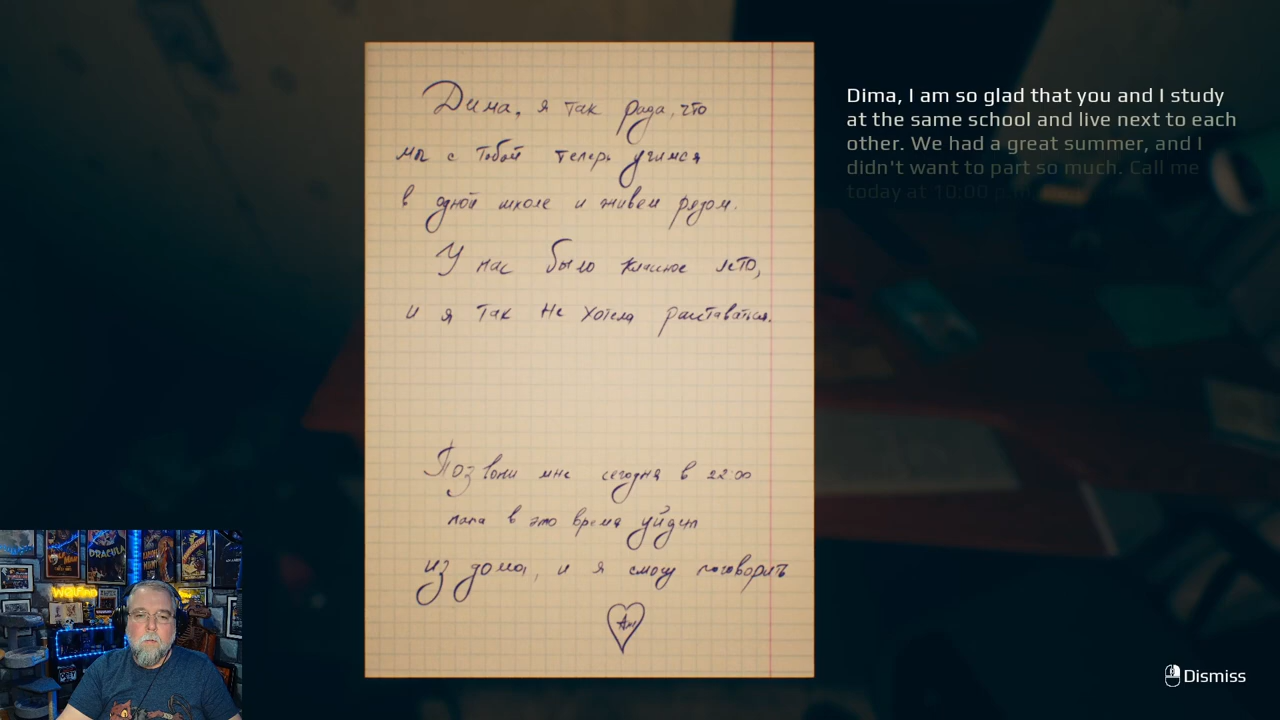 Дима, я так рада, что
мы с тобой теперь учимся
в одной школе и живем рядом.
У нас было классное лето,
и я так не хотела расставаться.
Позвони мне сегодня в 22:00
папа в это время уйдут
из дома, и я смогу поговорить
Dima, I am so glad that you and I study
at the same school and live next to each
other. We had a great summer, and I
didn't want to part so much. Call me
today at 10:00 p.m.
DRACULA
Dismiss